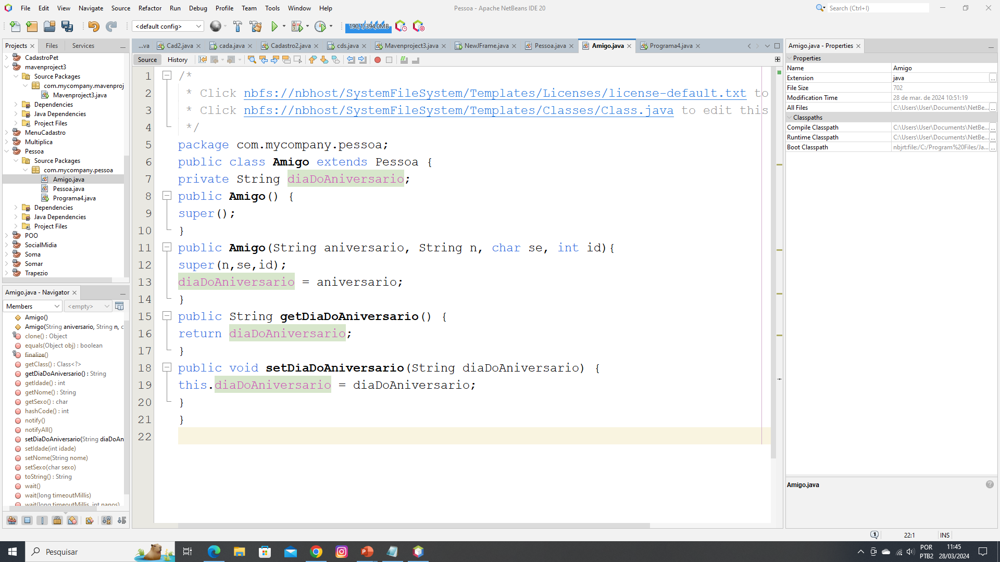 File Edit View Navigate Source Refactor Run Debug Profile Team Tools Window Help
Pessoa - Apache NetBeans IDE 20
Search (Ctrl+I)
<default config>
190,1/394,0MB
Projects
Files
Services
CadastroPet
mavenproject3
Source Packages
com.mycompany.mavenproj
Mavenproject3.java
Dependencies
Java Dependencies
Project Files
MenuCadastro
Multiplica
Pessoa
Source Packages
com.mycompany.pessoa
Amigo.java
Pessoa.java
Programa4.java
Dependencies
Java Dependencies
Project Files
POO
SocialMidia
Soma
Somar
Trapezio
Amigo.java - Navigator
Members
<empty>
Amigo()
Amigo(String aniversario, String n, c
clone() : Object
equals(Object obj) : boolean
finalize()
getClass() : Class<?>
getDiaDoAniversario() : String
getIdade() : int
getNome() : String
getSexo() : char
hashCode() : int
notify()
notifyAll()
setDiaDoAniversario(String diaDoAn
setIdade(int idade)
setNome(String nome)
setSexo(char sexo)
toString() : String
wait()
wait(long timeoutMillis)
wait(long timeoutMillis, int nanos)
...va Cad2.java cada.java Cadastro2.java cds.java Mavenproject3.java NewJFrame.java Pessoa.java Amigo.java Programa4.java
Source History
1 /*
2 * Click nbfs://nbhost/SystemFileSystem/Templates/Licenses/license-default.txt to
3 * Click nbfs://nbhost/SystemFileSystem/Templates/Classes/Class.java to edit this
4 */
5 package com.mycompany.pessoa;
6 public class Amigo extends Pessoa {
7 private String diaDoAniversario;
8 public Amigo() {
9 super();
10 }
11 public Amigo(String aniversario, String n, char se, int id){
12 super(n,se,id);
13 diaDoAniversario = aniversario;
14 }
15 public String getDiaDoAniversario() {
16 return diaDoAniversario;
17 }
18 public void setDiaDoAniversario(String diaDoAniversario) {
19 this.diaDoAniversario = diaDoAniversario;
20 }
21 }
22
Amigo.java - Properties
Properties
Name Amigo
Extension java ...
File Size 702
Modification Time 28 de mar. de 2024 10:51:19
All Files C:\Users\User\Documents\NetBe... ...
Classpaths
Compile Classpath C:\Users\User\Documents\NetBe... ...
Runtime Classpath C:\Users\User\Documents\NetBe... ...
Boot Classpath nbjrt:file:/C:/Program%20Files/Ja... ...
Amigo.java
1
22:1
INS
Pesquisar
POR
PTB2
11:45
28/03/2024